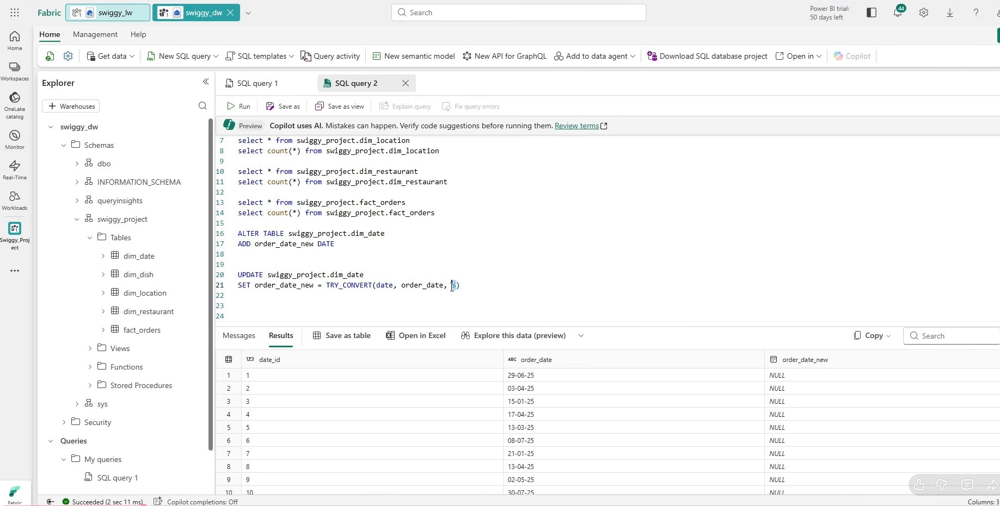 Fabric
swiggy_lw
swiggy_dw
Search
Power BI trial:
50 days left
44
?
Home
Management
Help
Get data
New SQL query
SQL templates
Query activity
New semantic model
New API for GraphQL
Add to data agent
Download SQL database project
Open in
Copilot
Home
Workspaces
OneLake
catalog
Monitor
Real-Time
Workloads
Swiggy_Proj
ect
Fabric
Explorer
Warehouses
swiggy_dw
Schemas
dbo
INFORMATION_SCHEMA
queryinsights
swiggy_project
Tables
dim_date
dim_dish
dim_location
dim_restaurant
fact_orders
Views
Functions
Stored Procedures
sys
Security
Queries
My queries
SQL query 1
SQL query 1
SQL query 2
Run
Save as
Save as view
Explain query
Fix query errors
Preview Copilot uses AI. Mistakes can happen. Verify code suggestions before running them. Review terms
7 select * from swiggy_project.dim_location
8 select count(*) from swiggy_project.dim_location
9
10 select * from swiggy_project.dim_restaurant
11 select count(*) from swiggy_project.dim_restaurant
12
13 select * from swiggy_project.fact_orders
14 select count(*) from swiggy_project.fact_orders
15
16 ALTER TABLE swiggy_project.dim_date
17 ADD order_date_new DATE
18
19
20 UPDATE swiggy_project.dim_date
21 SET order_date_new = TRY_CONVERT(date, order_date, 5)
22
23
24
Messages
Results
Save as table
Open in Excel
Explore this data (preview)
Copy
Search
123 date_id ABC order_date order_date_new
1 1 29-06-25 NULL
2 2 03-04-25 NULL
3 3 15-01-25 NULL
4 4 17-04-25 NULL
5 5 13-03-25 NULL
6 6 08-07-25 NULL
7 7 21-01-25 NULL
8 8 13-04-25 NULL
9 9 02-05-25 NULL
10 10 30-07-25 NULL
Succeeded (2 sec 11 ms)
Copilot completions: Off
Columns: 3